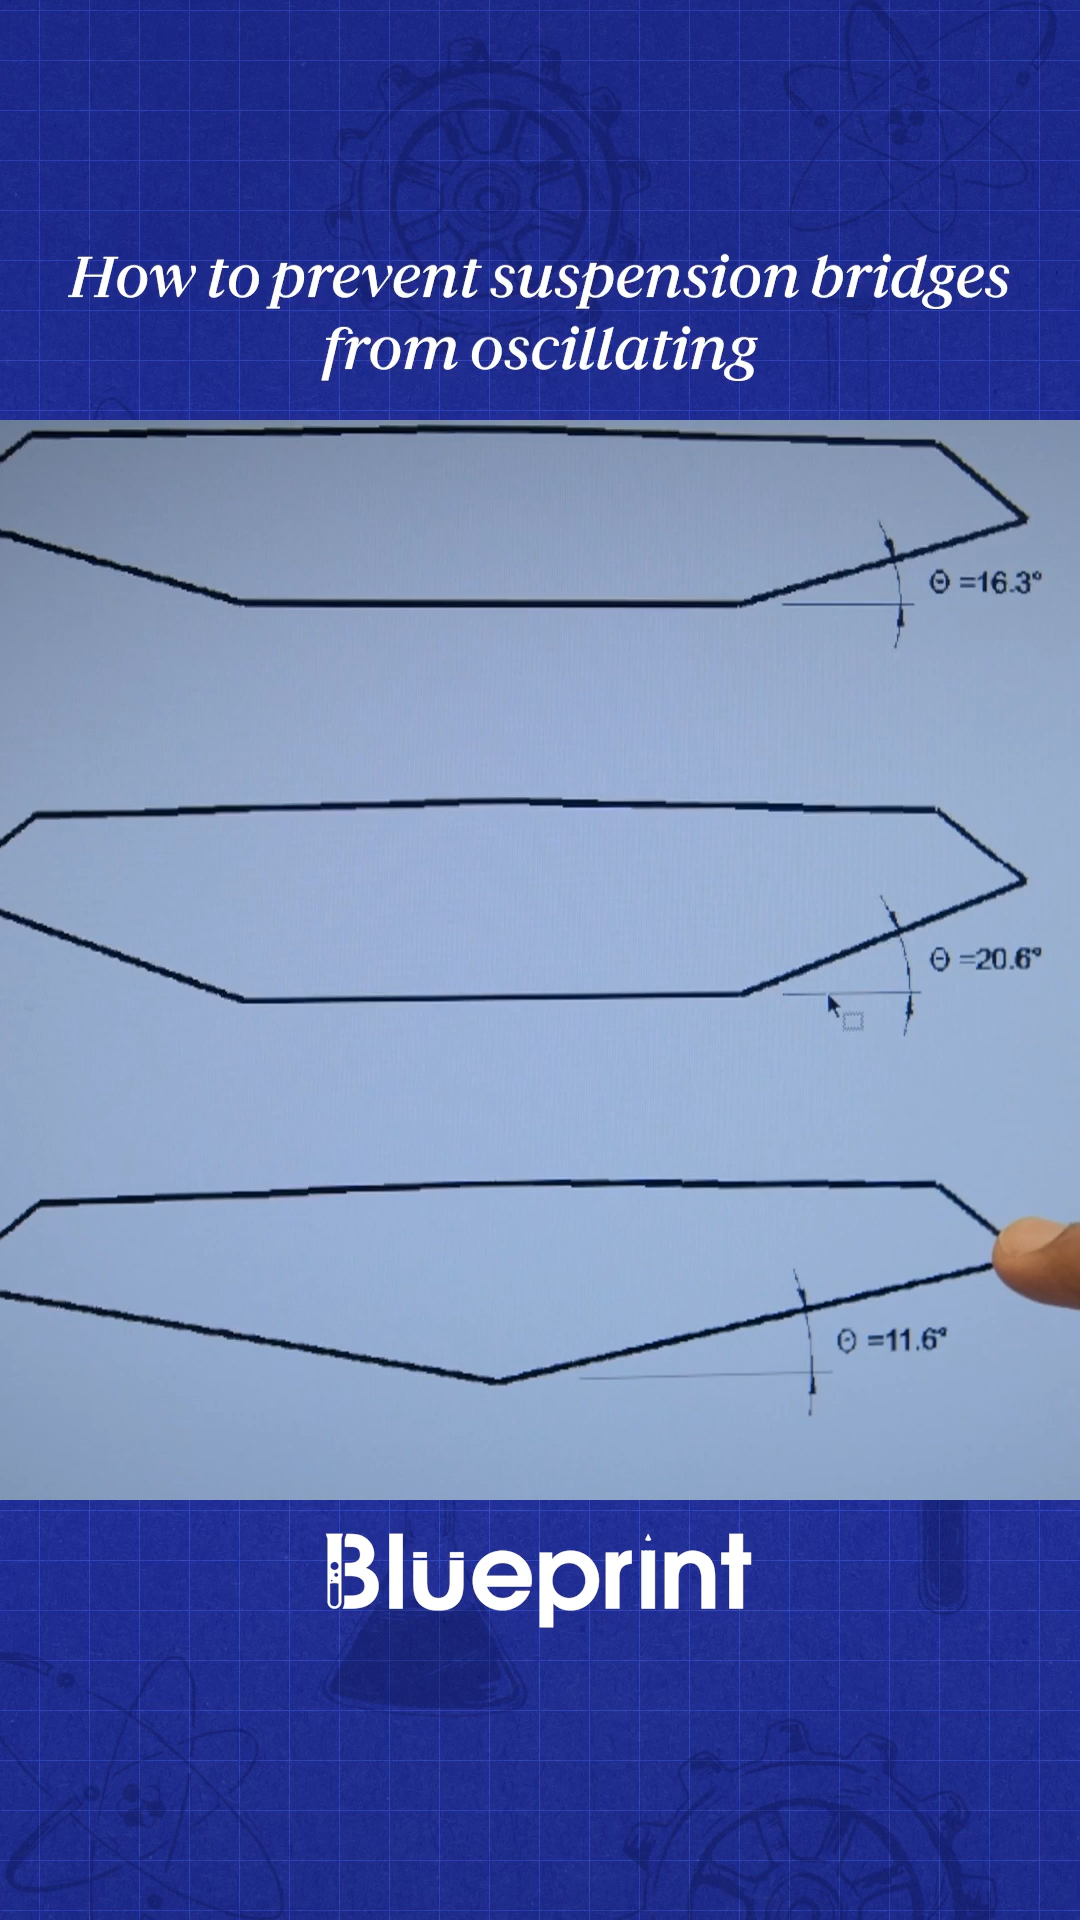 How to prevent suspension bridges
from oscillating
Θ =16.3°
Θ =20.6°
Θ =11.6°
Blueprint